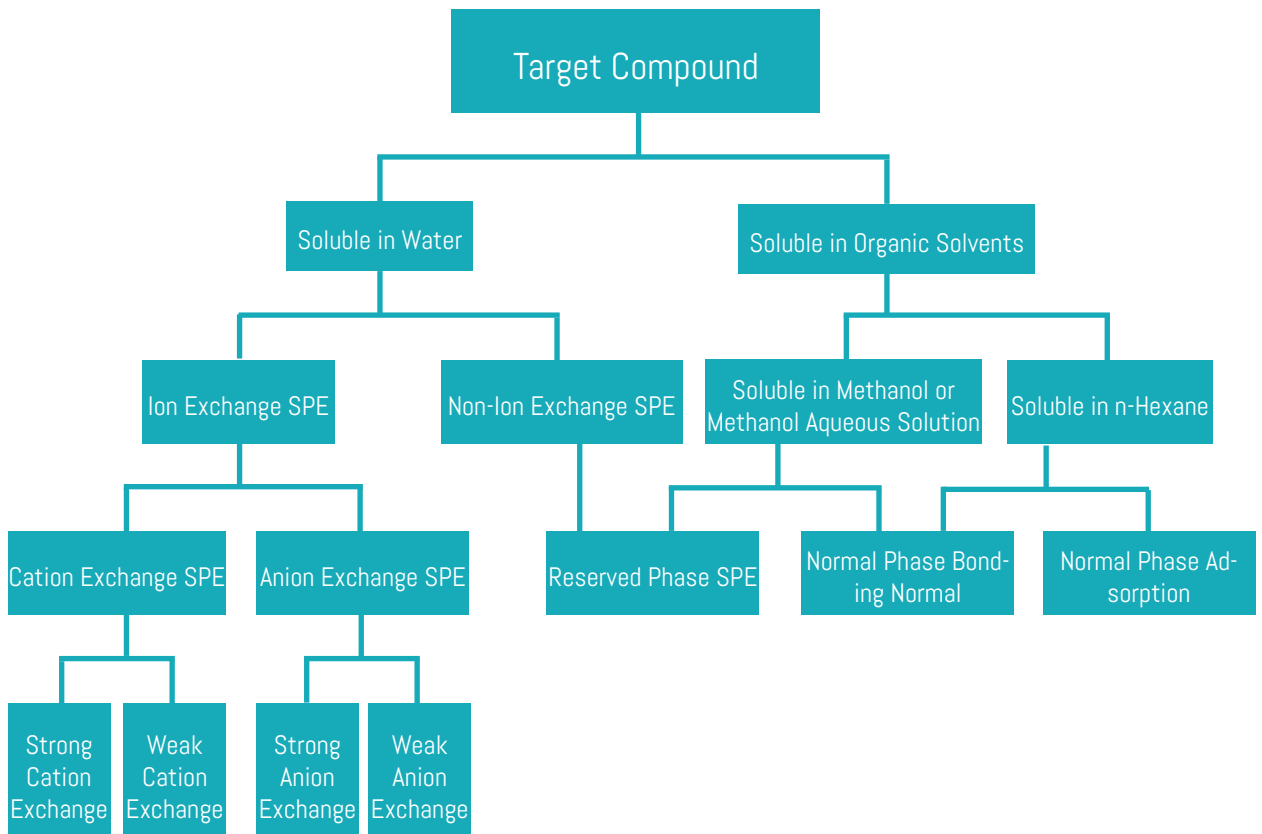 Target Compound
Soluble in Water
Soluble in Organic Solvents
Ion Exchange SPE
Non-Ion Exchange SPE
Soluble in Methanol or
Methanol Aqueous Solution
Soluble in n-Hexane
Cation Exchange SPE
Anion Exchange SPE
Reserved Phase SPE
Normal Phase Bond-
ing Normal
Normal Phase Ad-
sorption
Strong
Cation
Exchange
Weak
Cation
Exchange
Strong
Anion
Exchange
Weak
Anion
Exchange